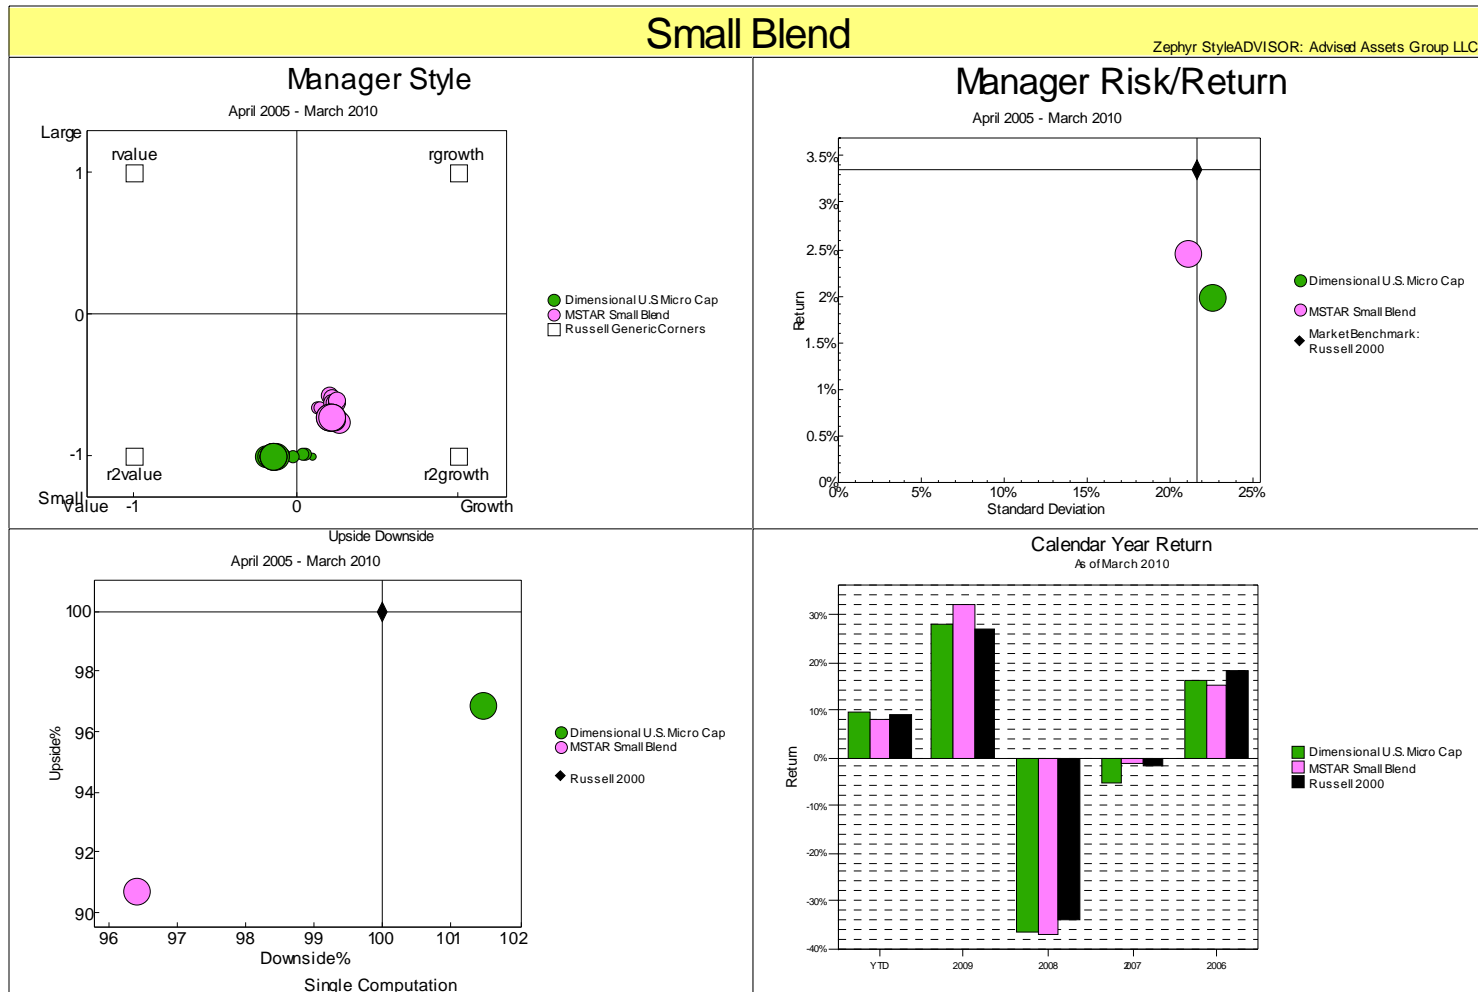 Small Blend
Zephyr StyleADVISOR: Advised Assets Group LLC
Manager Style
April 2005 - March 2010
Large
rvalue
rgrowth
1
0
-1
r2value
r2growth
Small
Value
-1
0
Growth
Dimensional U.S Micro Cap
MSTAR Small Blend
Russell Generic Corners
Manager Risk/Return
April 2005 - March 2010
3.5%
3%
2.5%
2%
1.5%
1%
0.5%
0%
Return
0%
5%
10%
15%
20%
25%
Standard Deviation
Dimensional U.S. Micro Cap
MSTAR Small Blend
Market Benchmark:
Russell 2000
Upside Downside
April 2005 - March 2010
100
98
96
94
92
90
Upside%
96
97
98
99
100
101
102
Downside%
Single Computation
Dimensional U.S. Micro Cap
MSTAR Small Blend
Russell 2000
Calendar Year Return
As of March 2010
30%
20%
10%
0%
-10%
-20%
-30%
-40%
Return
YTD
2009
2008
2007
2006
Dimensional U.S. Micro Cap
MSTAR Small Blend
Russell 2000